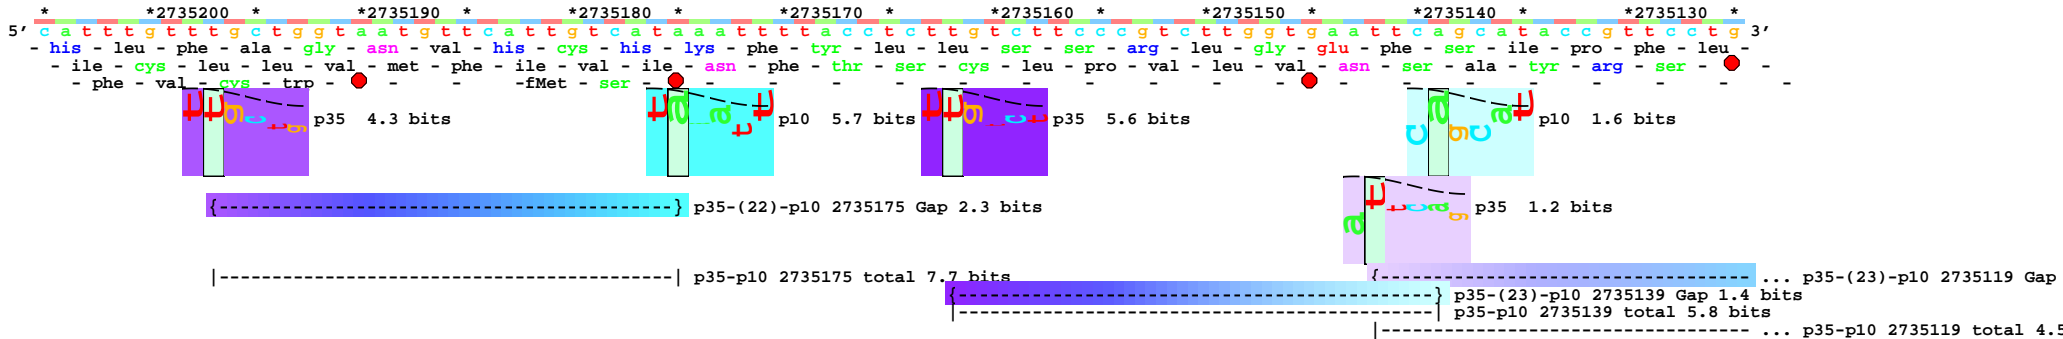 * *2735200 * *2735190 * *2735180 * *2735170 * *2735160 * *2735150 * *2735140 * *2735130 *
5' c a t t t g t t t g c t g g t a a t g t t c a t t g t c a t a a a t t t t a c c t c t t g t c t t c c c g t c t t g g t g a a t t c a g c a t a c c g t t c c t g 3'
- his - leu - phe - ala - gly - asn - val - his - cys - his - lys - phe - tyr - leu - leu - ser - ser - arg - leu - gly - glu - phe - ser - ile - pro - phe - leu -
- ile - cys - leu - leu - val - met - phe - ile - val - ile - asn - phe - thr - ser - cys - leu - pro - val - leu - val - asn - ser - ala - tyr - arg - ser - -
- phe - val - cys - trp - - - -fMet - ser - - - - - - - - - - - - - - - - - - -
t t g c t g p35 4.3 bits
t a a t t p10 5.7 bits
t t g c t p35 5.6 bits
c a g c a t p10 1.6 bits
a t t c a g p35 1.2 bits
{---------------------} p35-(22)-p10 2735175 Gap 2.3 bits
|---------------------| p35-p10 2735175 total 7.7 bits
{----------------- ... p35-(23)-p10 2735119 Gap
{----------------------} p35-(23)-p10 2735139 Gap 1.4 bits
|----------------------| p35-p10 2735139 total 5.8 bits
|----------------- ... p35-p10 2735119 total 4.5